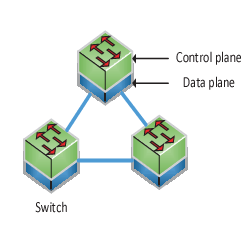 Control plane
Data plane
Switch